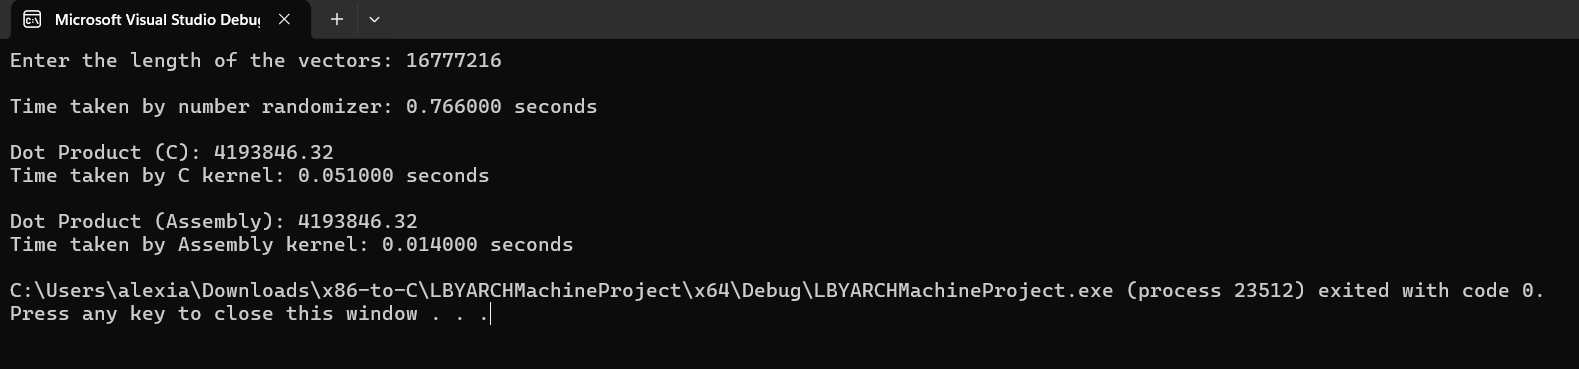 Microsoft Visual Studio Debug
Enter the length of the vectors: 16777216
Time taken by number randomizer: 0.766000 seconds
Dot Product (C): 4193846.32
Time taken by C kernel: 0.051000 seconds
Dot Product (Assembly): 4193846.32
Time taken by Assembly kernel: 0.014000 seconds
C:\Users\alexia\Downloads\x86-to-C\LBYARCHMachineProject\x64\Debug\LBYARCHMachineProject.exe (process 23512) exited with code 0.
Press any key to close this window . . .